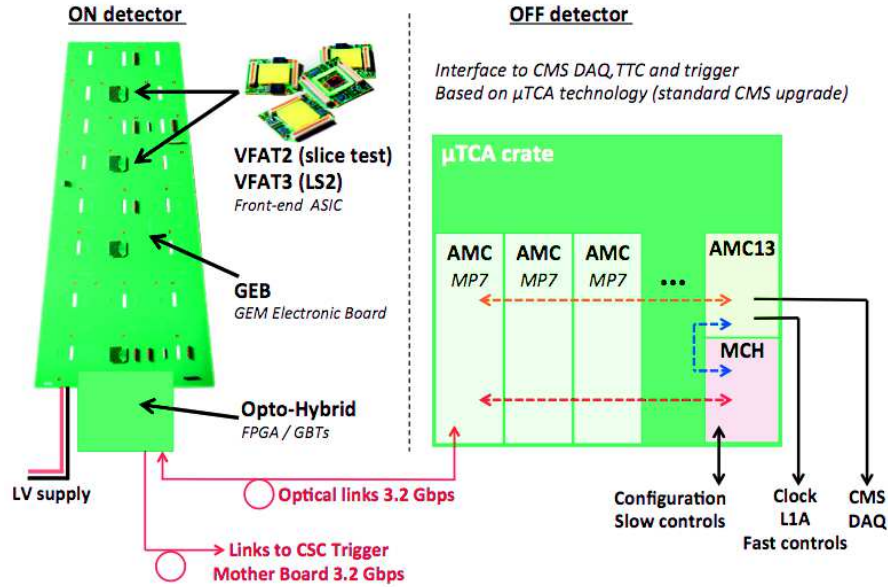 ON detector
OFF detector
Interface to CMS DAQ,TTC and trigger
Based on μTCA technology (standard CMS upgrade)
VFAT2 (slice test)
VFAT3 (LS2)
Front-end ASIC
GEB
GEM Electronic Board
Opto-Hybrid
FPGA / GBTs
LV supply
Optical links 3.2 Gbps
Links to CSC Trigger
Mother Board 3.2 Gbps
μTCA crate
AMC
MP7
AMC
MP7
AMC
MP7
...
AMC13
MCH
Configuration
Slow controls
Clock
L1A
Fast controls
CMS
DAQ